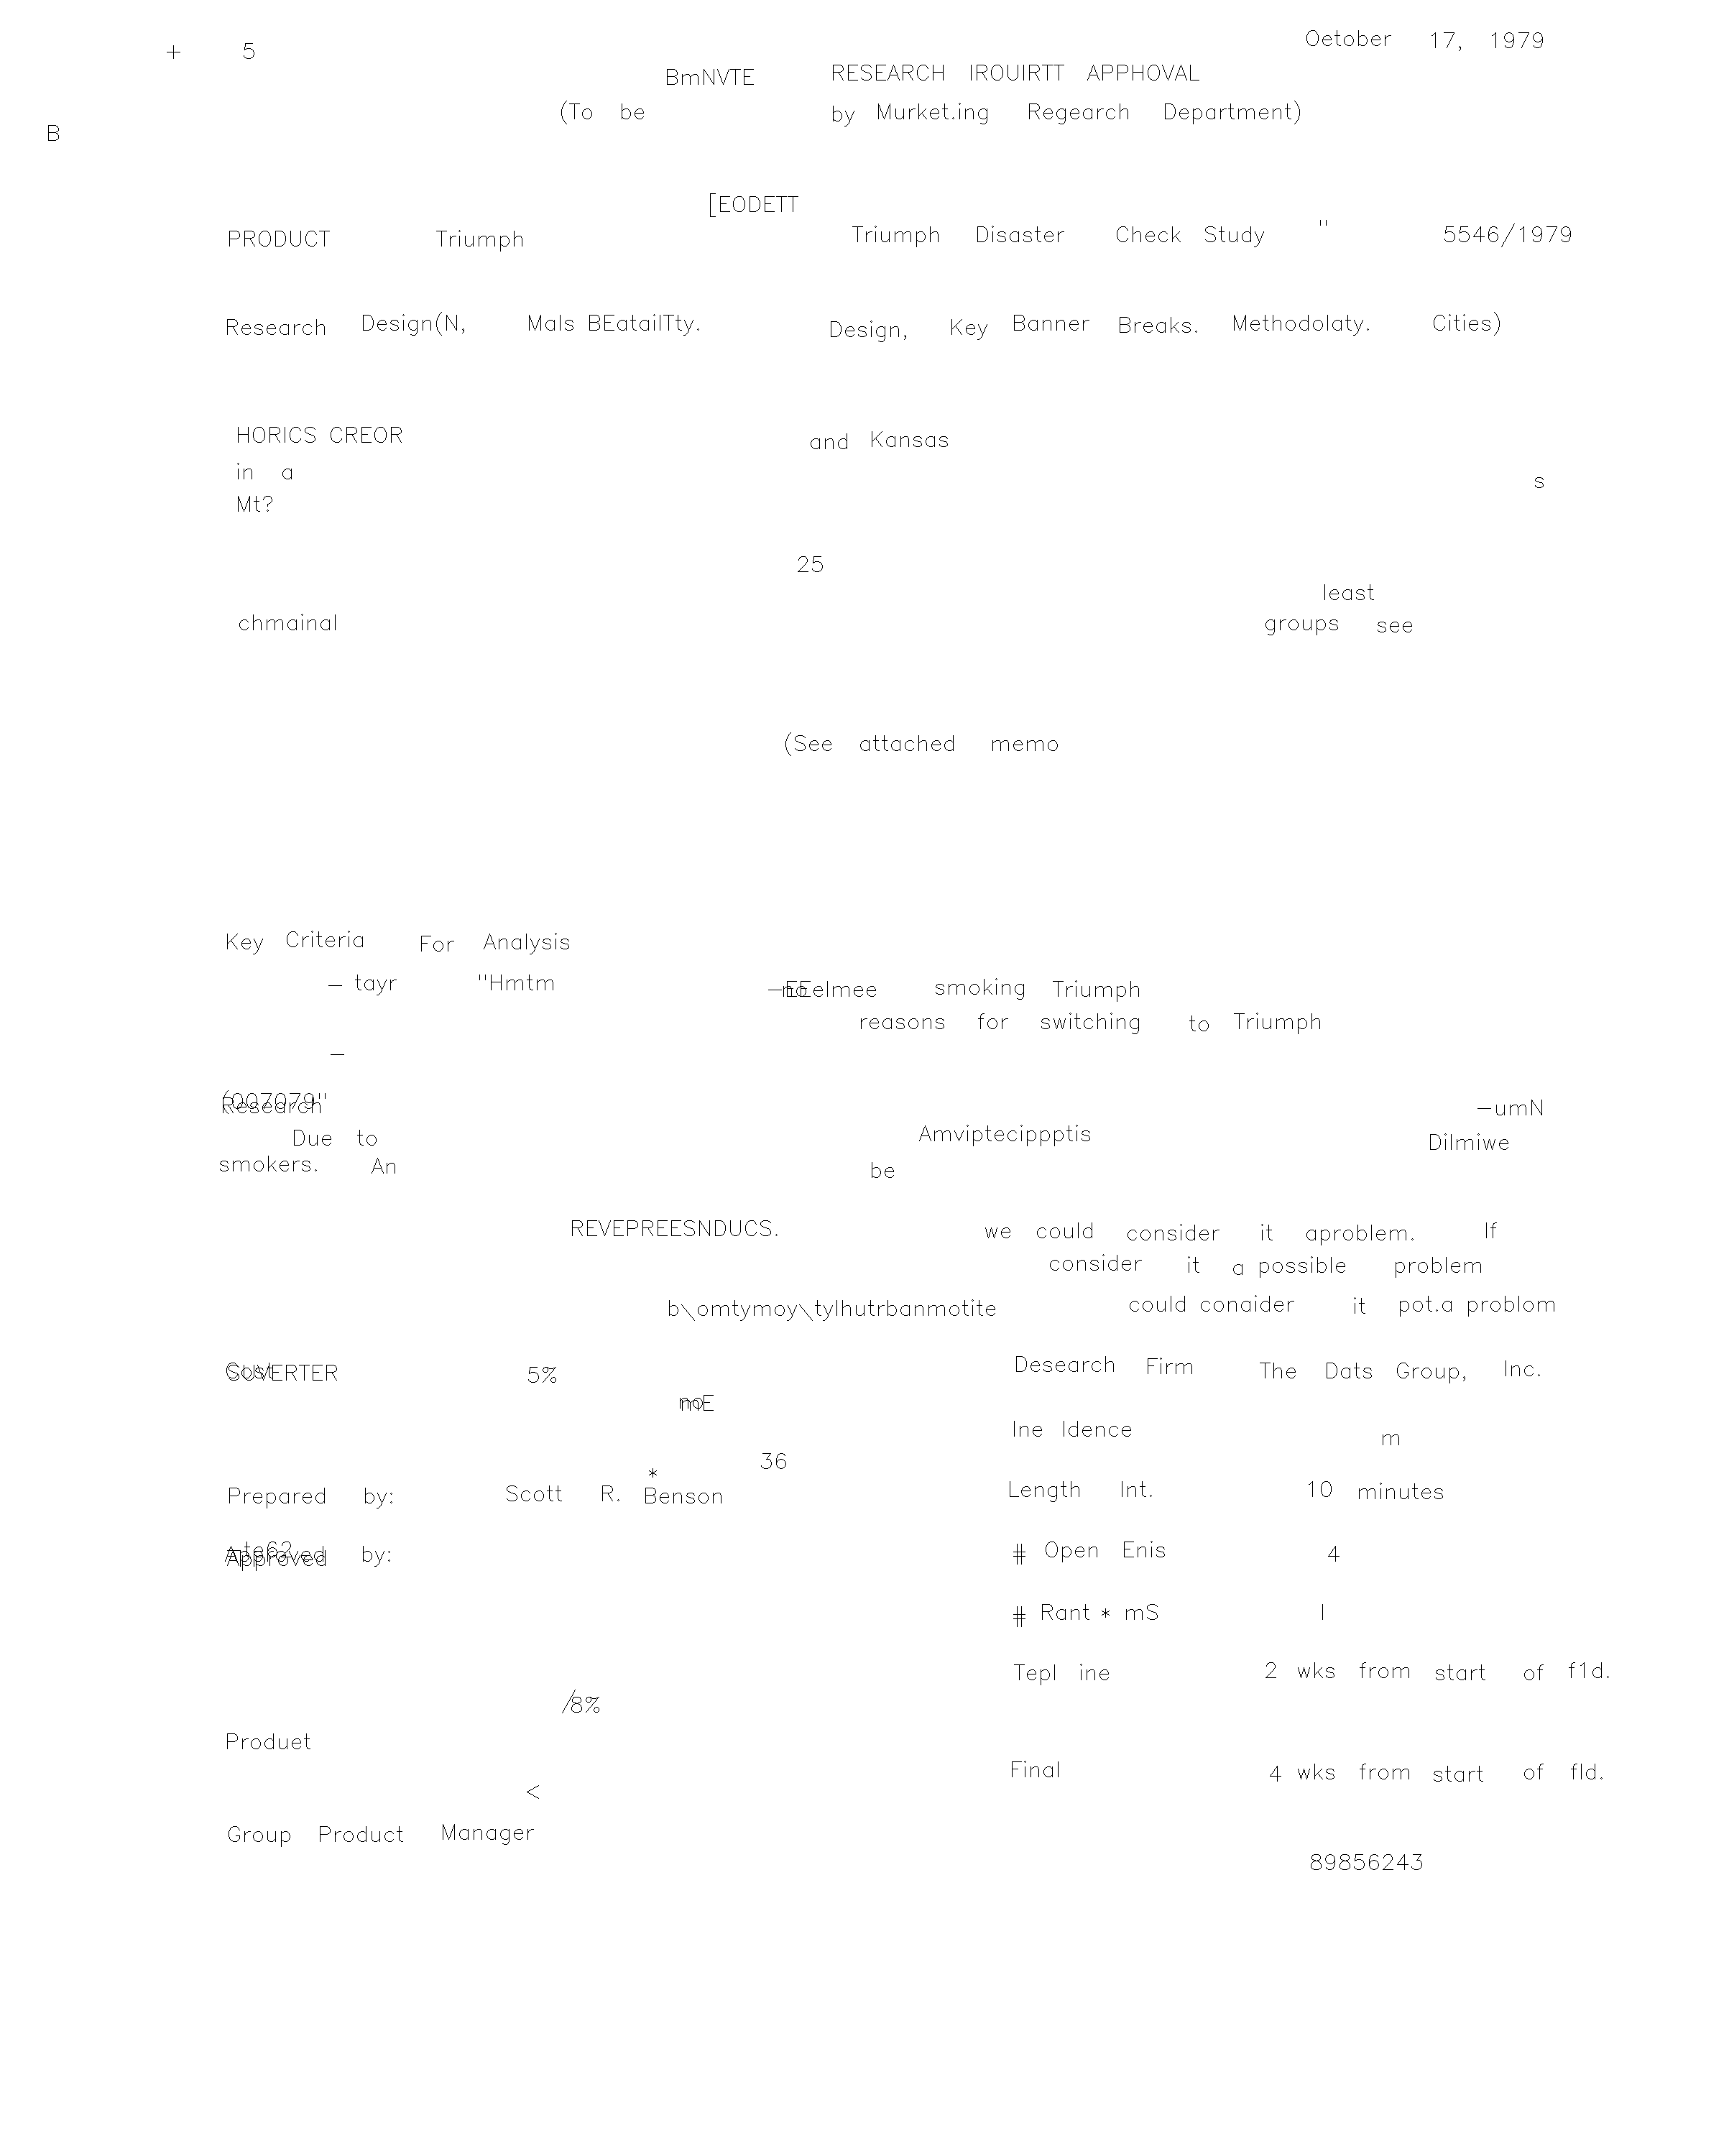 + 5 Oetober 17, 1979
BmNVTE RESEARCH IROUIRTT APPHOVAL
(To be by Murket.ing Regearch Department)
B
[EODETT
PRODUCT Triumph Triumph Disaster Check Study " 5546/1979
Research Design(N, Mals BEatailTty. Design, Key Banner Breaks. Methodolaty. Cities)
HORICS CREOR and Kansas
in a s
Mt?
25
least
chmainal groups see
(See attached memo
Key Criteria For Analysis
– tayr "Hmtm smoking Triumph
reasons for switching to Triumph
–
(007079"
Research –umN
Due to Amviptecippptis Dilmiwe
smokers. An be
REVEPREESNDUCS. we could consider it aproblem. If
consider it a possible problem
b\omtymoy\tylhutrbanmotite could conaider it pot.a problom
Cost SUVERTER 5% Desearch Firm The Dats Group, Inc.
mE
Ine Idence m
36
*
Prepared by: Scott R. Benson Length Int. 10 minutes
Approved by: # Open Enis 4
Approved
# Rant * mS I
Tepl ine 2 wks from start of f1d.
/8%
Produet
Final 4 wks from start of fld.
<
Group Product Manager
89856243